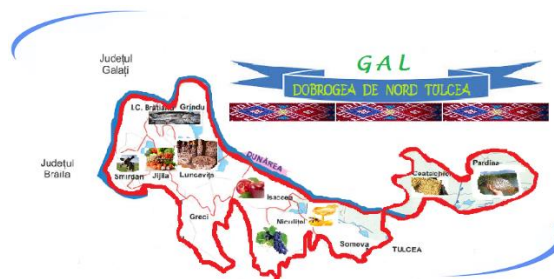 GAL
DOBROGEA DE NORD TULCEA
Județul
Galați
I.C. Brătianu
Grindu
Județul
Brăila
DUNĂREA
Smîrdan
Jijila
Luncavița
Pardina
Ceatalchioi
Isaccea
Greci
Niculițel
Somova
TULCEA